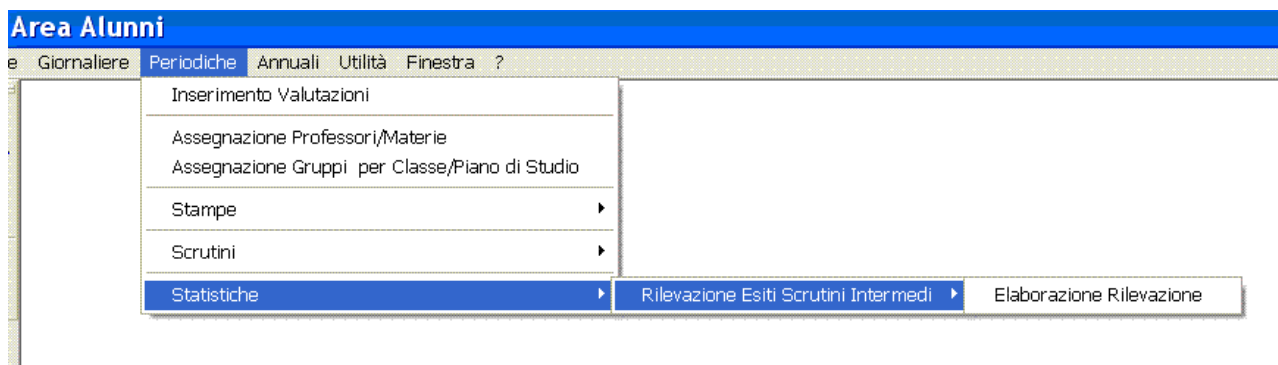 Area Alunni
e Giornaliere Periodiche Annuali Utilità Finestra ?
Inserimento Valutazioni
Assegnazione Professori/Materie
Assegnazione Gruppi per Classe/Piano di Studio
Stampe
Scrutini
Statistiche Rilevazione Esiti Scrutini Intermedi Elaborazione Rilevazione